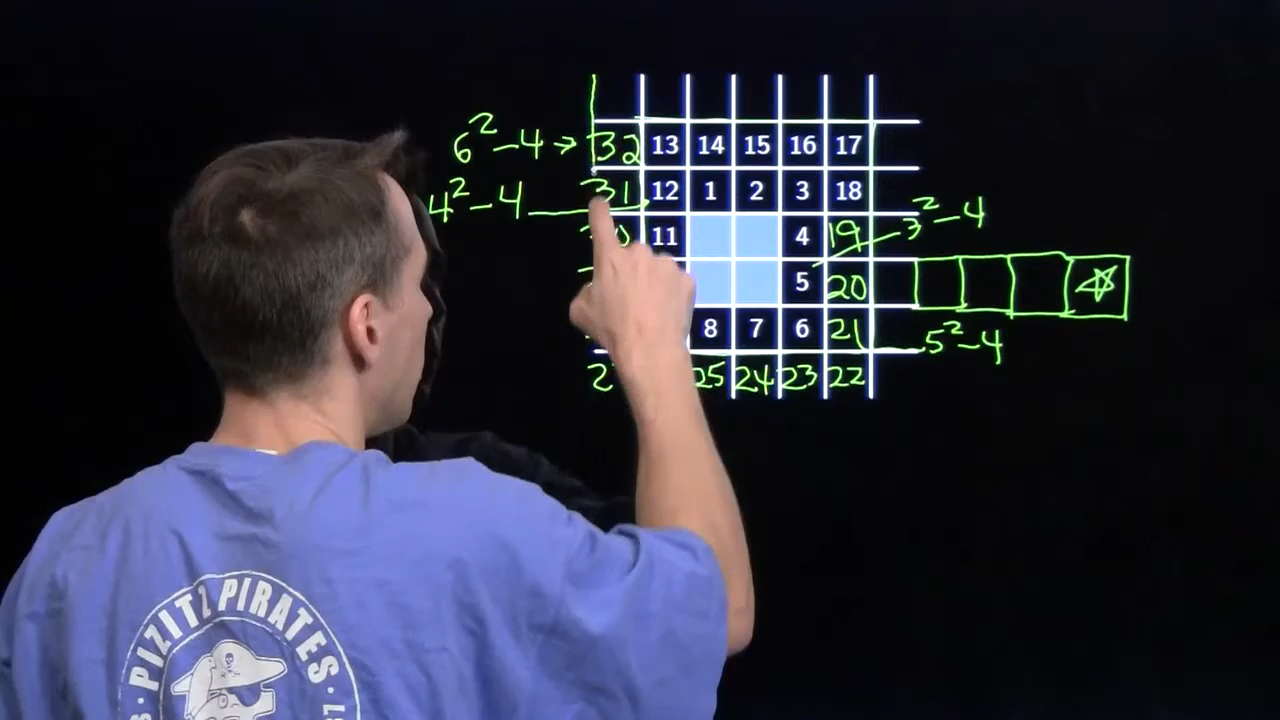 6² – 4 → 32 13 14 15 16 17
4² – 4 31 12 1 2 3 18
11 4 19 3² – 4
5 20
8 7 6 21 5² – 4
25 24 23 22
PIZITZ PIRATES